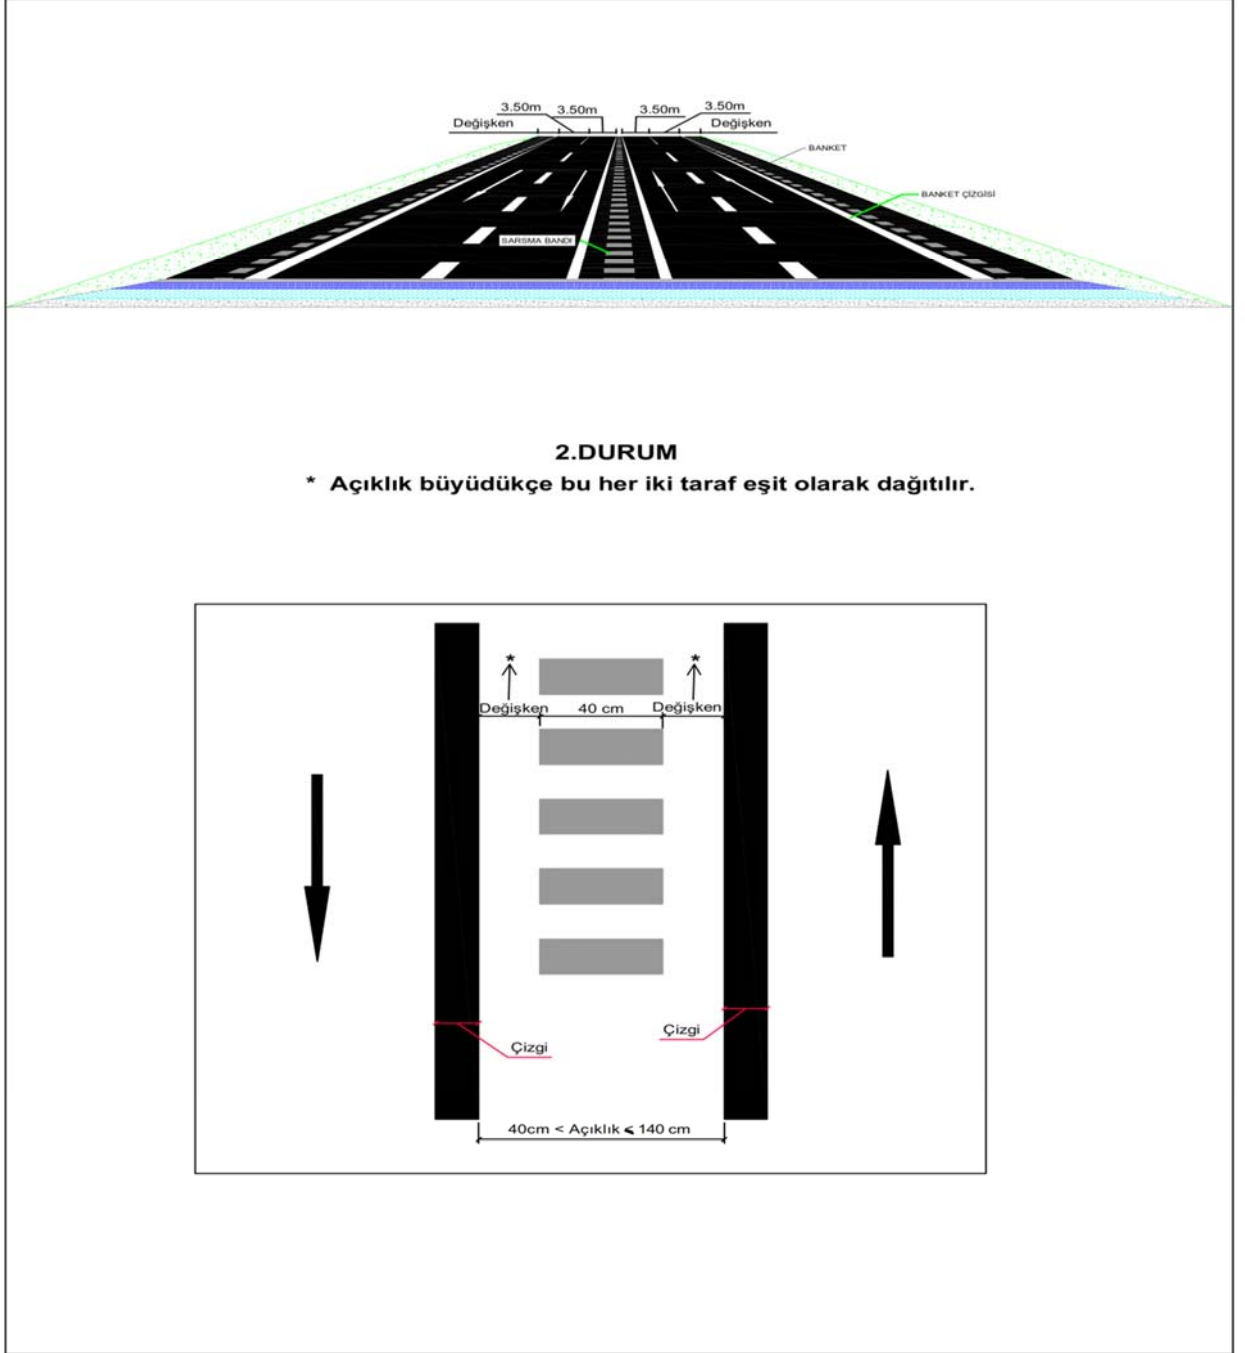 3.50m 3.50m 3.50m 3.50m
Değişken Değişken
BANKET
BANKET ÇİZGİSİ
SARSMA BANDI
2.DURUM
* Açıklık büyüdükçe bu her iki taraf eşit olarak dağıtılır.
* *
Değişken 40 cm Değişken
Çizgi
Çizgi
40cm < Açıklık ⩽ 140 cm